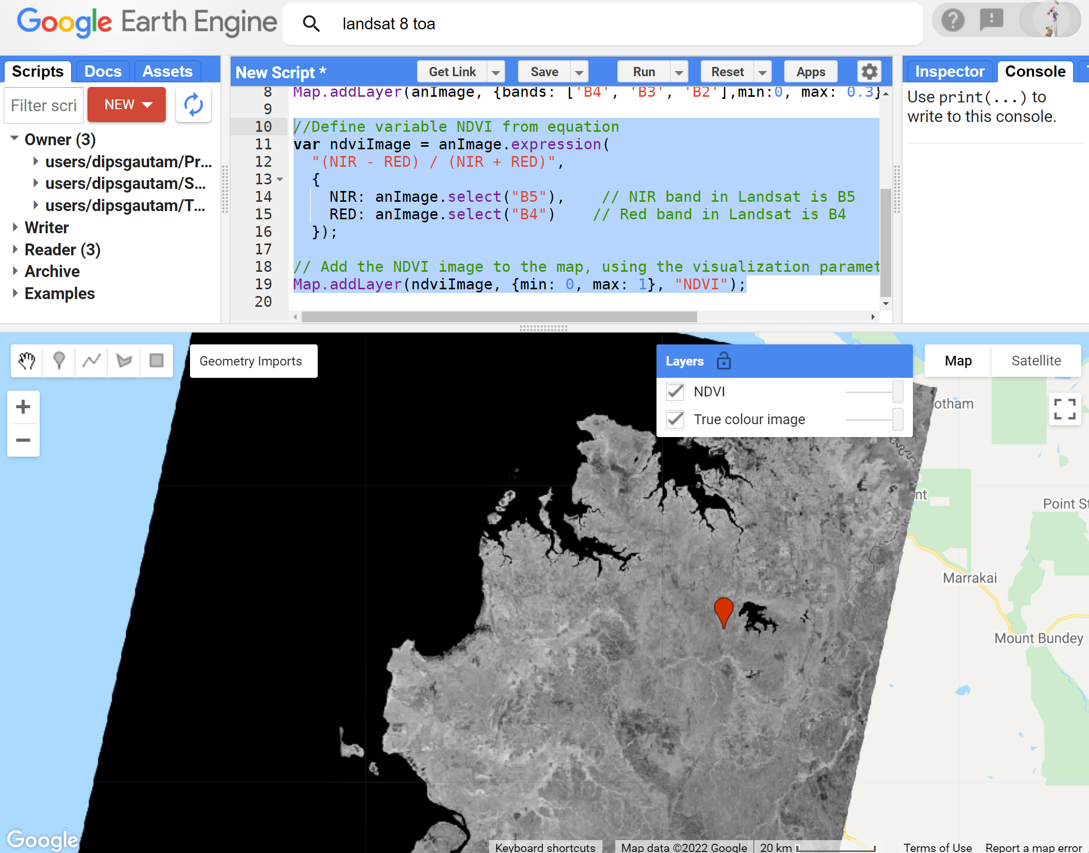 Google Earth Engine
landsat 8 toa
Scripts Docs Assets
Filter scri
NEW
Owner (3)
users/dipsgautam/Pr...
users/dipsgautam/S...
users/dipsgautam/T...
Writer
Reader (3)
Archive
Examples
New Script *
Get Link Save Run Reset Apps
8 Map.addLayer(anImage, {bands: ['B4', 'B3', 'B2'],min:0, max: 0.3}
9
10 //Define variable NDVI from equation
11 var ndviImage = anImage.expression(
12 "(NIR - RED) / (NIR + RED)",
13 {
14 NIR: anImage.select("B5"), // NIR band in Landsat is B5
15 RED: anImage.select("B4") // Red band in Landsat is B4
16 });
17
18 // Add the NDVI image to the map, using the visualization paramet
19 Map.addLayer(ndviImage, {min: 0, max: 1}, "NDVI");
20
Inspector Console
Use print(...) to
write to this console.
Geometry Imports
Layers
NDVI
True colour image
Map Satellite
otham
nt
Point St
Marrakai
Mount Bundey
Google
Keyboard shortcuts Map data ©2022 Google 20 km Terms of Use Report a map error